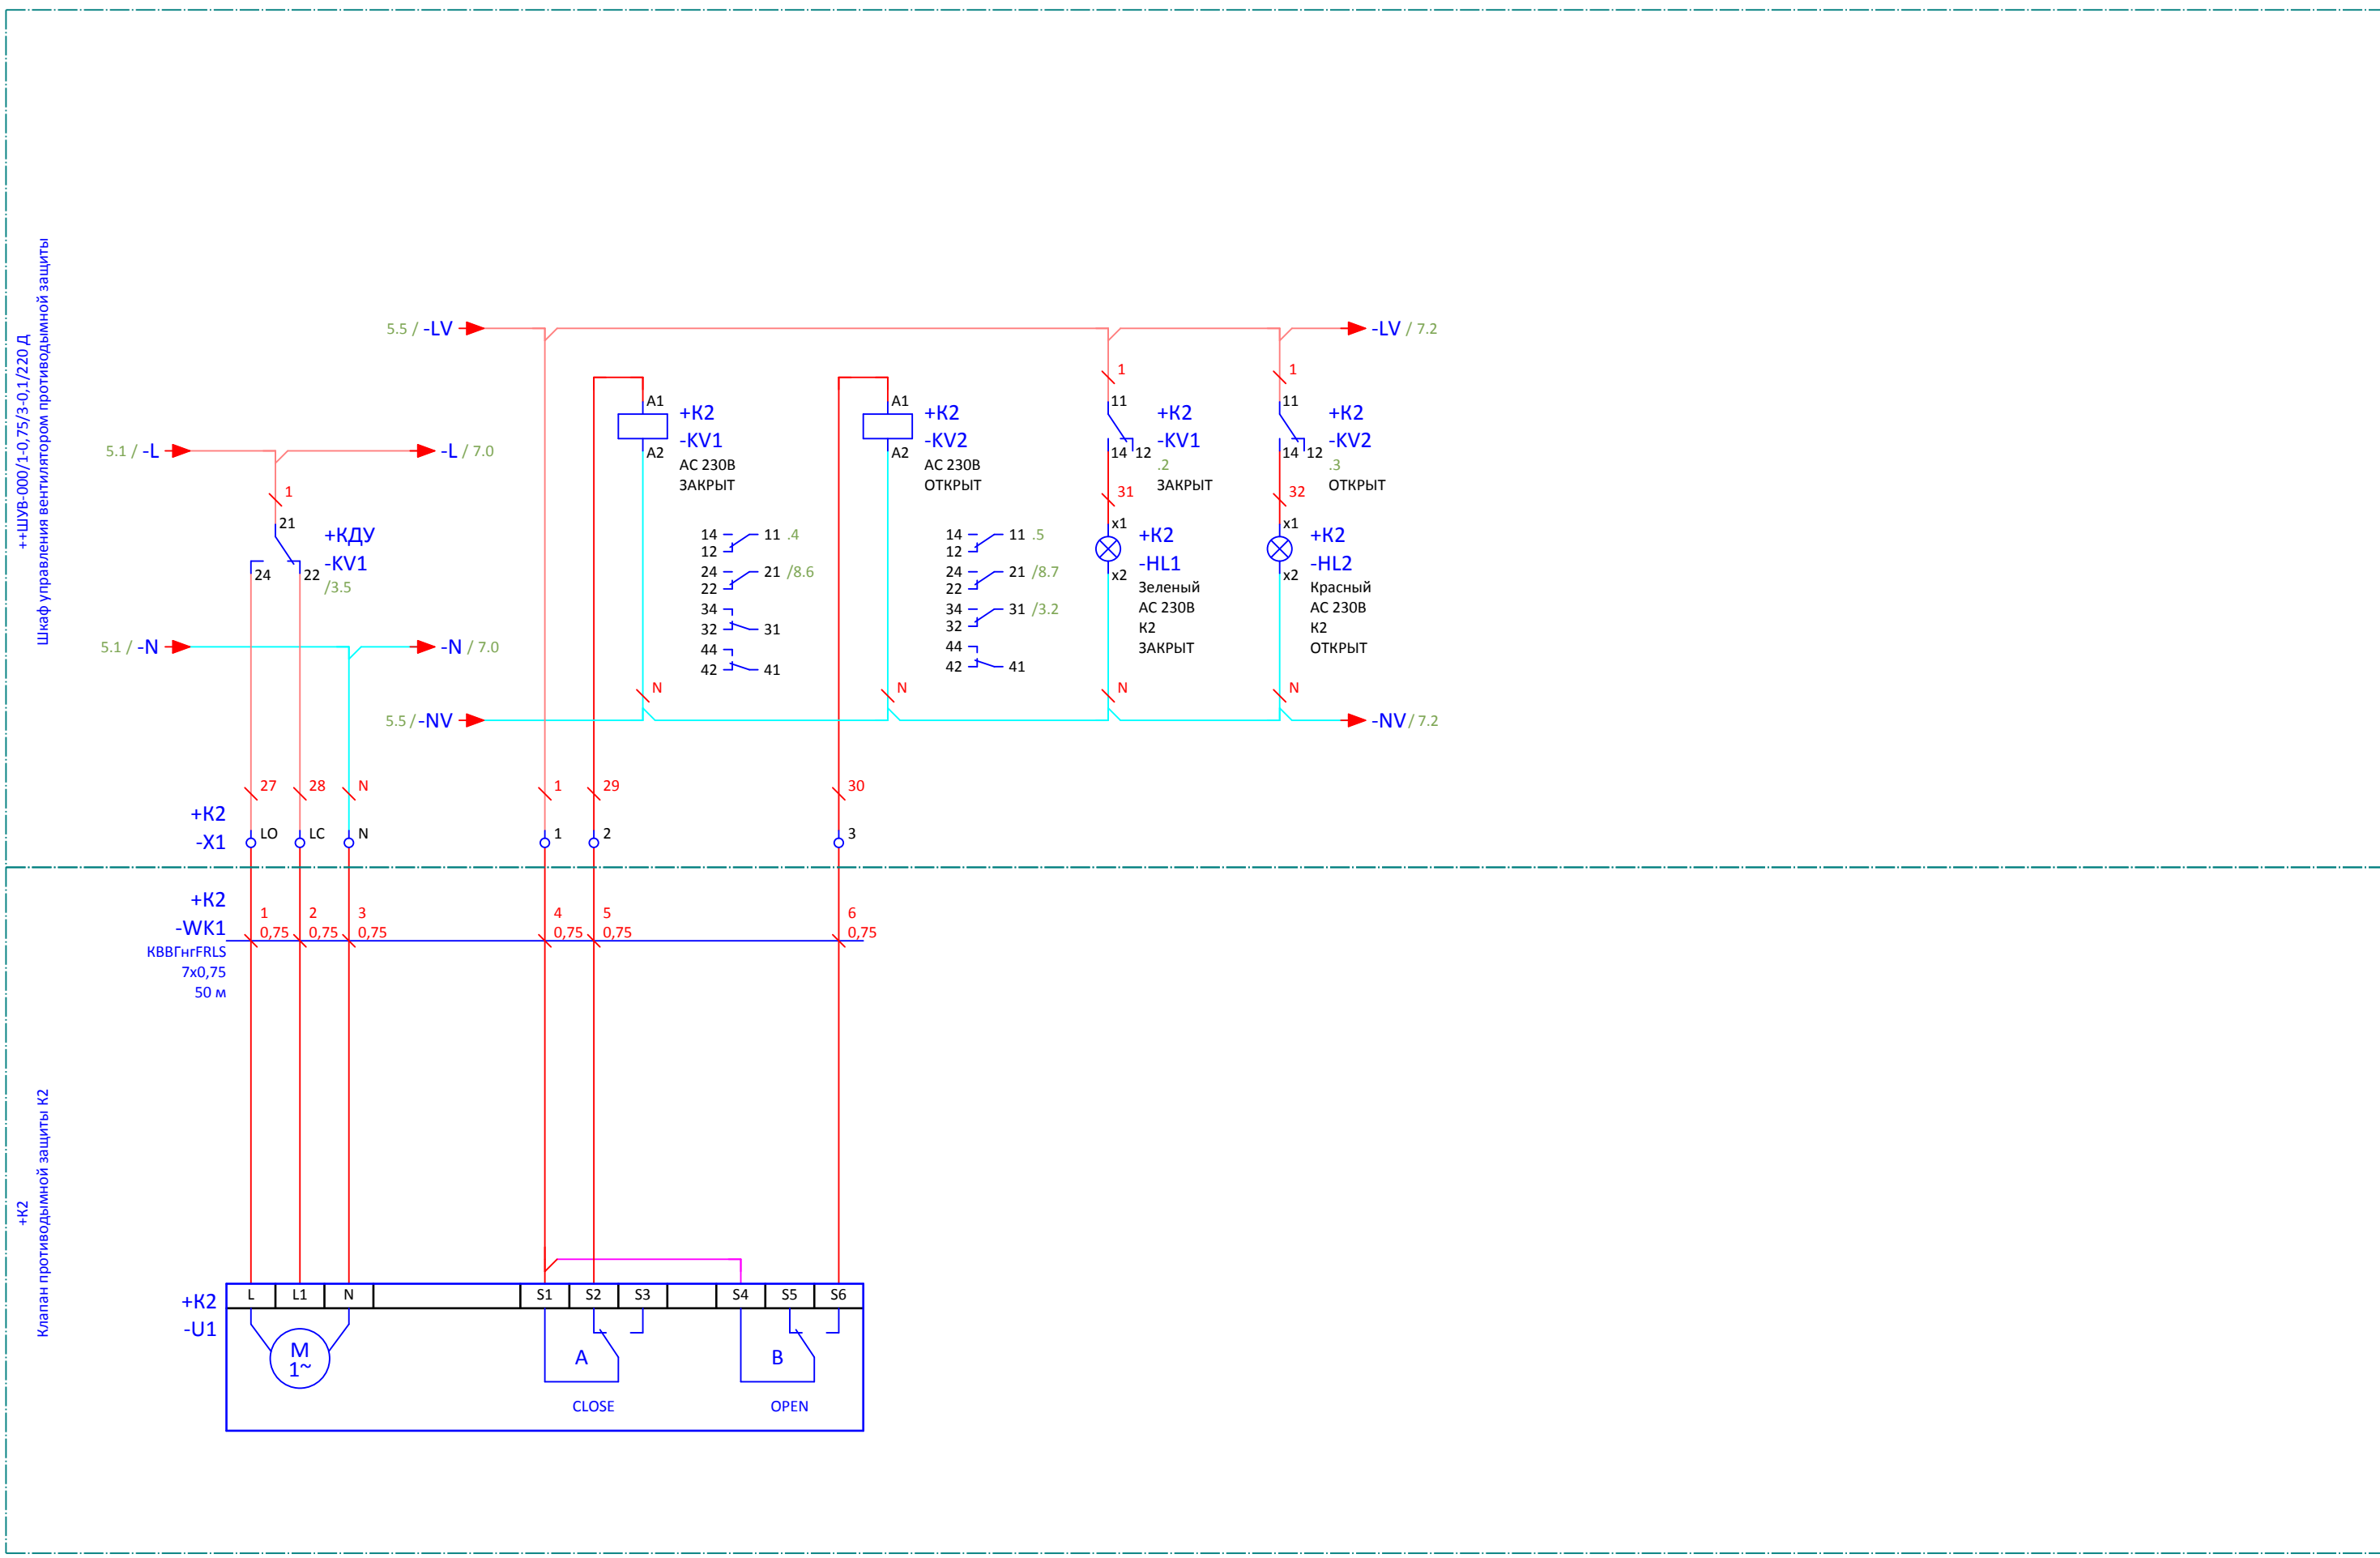 ++ШУВ-000/1-0,75/3-0,1/220 Д
Шкаф управления вентилятором противодымной защиты
5.5 / -LV
-LV / 7.2
5.1 / -L
-L / 7.0
1
21
24
22
+КДУ
-KV1
/3.5
5.1 / -N
-N / 7.0
A1
A2
+К2
-KV1
АС 230В
ЗАКРЫТ
14 11 .4
12
24 21 /8.6
22
34
32 31
44
42 41
N
A1
A2
+К2
-KV2
АС 230В
ОТКРЫТ
14 11 .5
12
24 21 /8.7
22
34 31 /3.2
32
44
42 41
N
1
11
14 12
+К2
-KV1
.2
ЗАКРЫТ
31
x1
x2
+К2
-HL1
Зеленый
АС 230В
К2
ЗАКРЫТ
N
1
11
14 12
+К2
-KV2
.3
ОТКРЫТ
32
x1
x2
+К2
-HL2
Красный
АС 230В
К2
ОТКРЫТ
N
5.5 / -NV
-NV / 7.2
27 28 N 1 29 30
+К2
-X1
LO LC N 1 2 3
+К2
Клапан противодымной защиты К2
+К2
-WK1
КВВГнгFRLS
7x0,75
50 м
1 2 3 4 5 6
0,75 0,75 0,75 0,75 0,75 0,75
+К2
-U1
L L1 N S1 S2 S3 S4 S5 S6
M
1~
A
B
CLOSE
OPEN